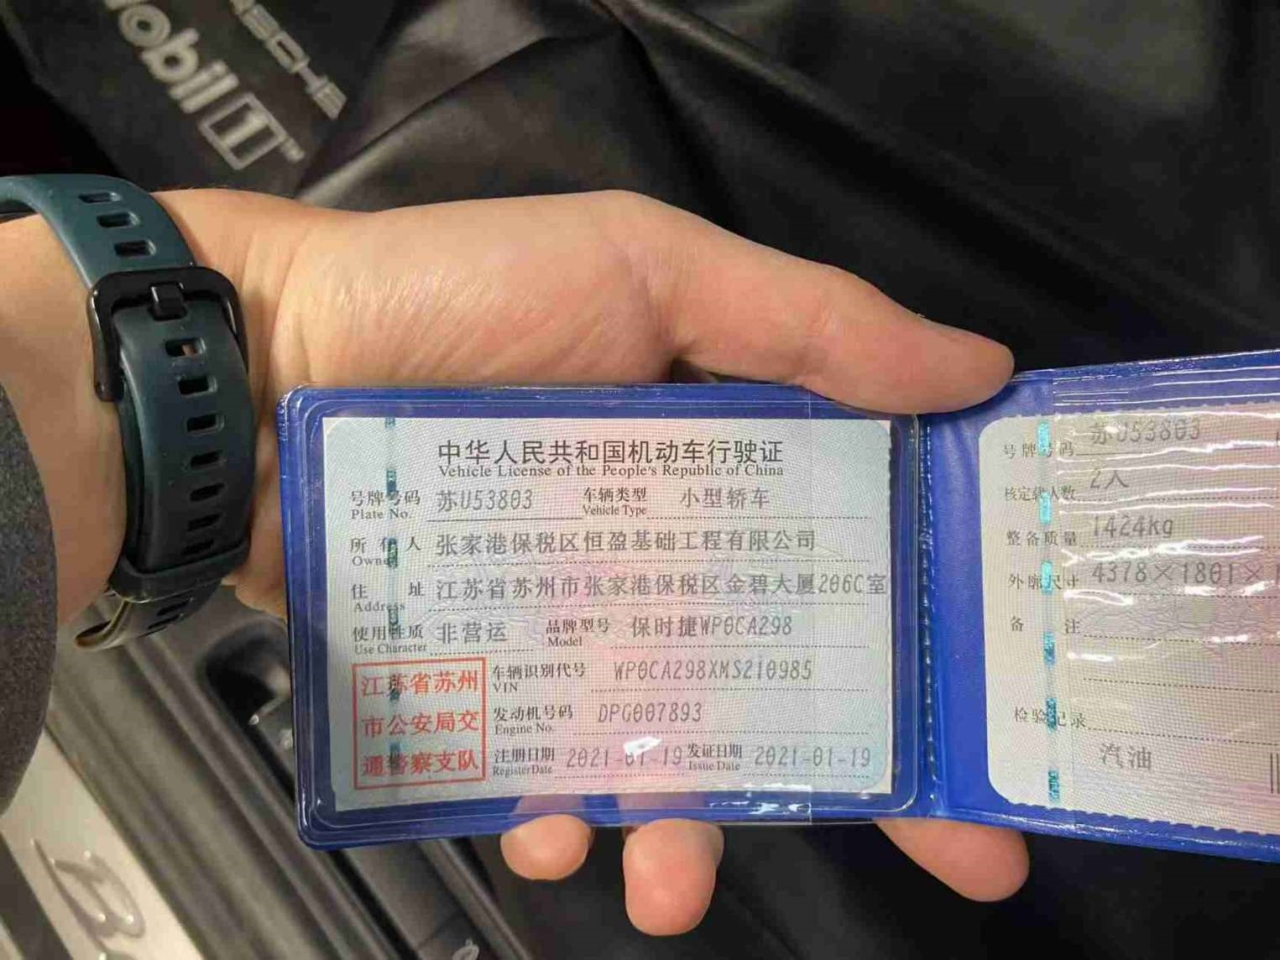 PORSCHE
Mobil 1™
中华人民共和国机动车行驶证
Vehicle License of the People's Republic of China
号牌号码 苏U53803 车辆类型 小型轿车
Plate No. Vehicle Type
所有人 张家港保税区恒盈基础工程有限公司
Owner
住址 江苏省苏州市张家港保税区金碧大厦206C室
Address
使用性质 非营运 品牌型号 保时捷WP0CA298
Use Character Model
江苏省苏州
市公安局交
通警察支队
车辆识别代号 WP0CA298XMS210985
VIN
发动机号码 DPG007893
Engine No.
注册日期 2021-01-19 发证日期 2021-01-19
Register Date Issue Date
号牌号码 苏U53803
核定载人数 2人
整备质量 1424kg
外廓尺寸 4378×1801×
备注
检验记录
汽油